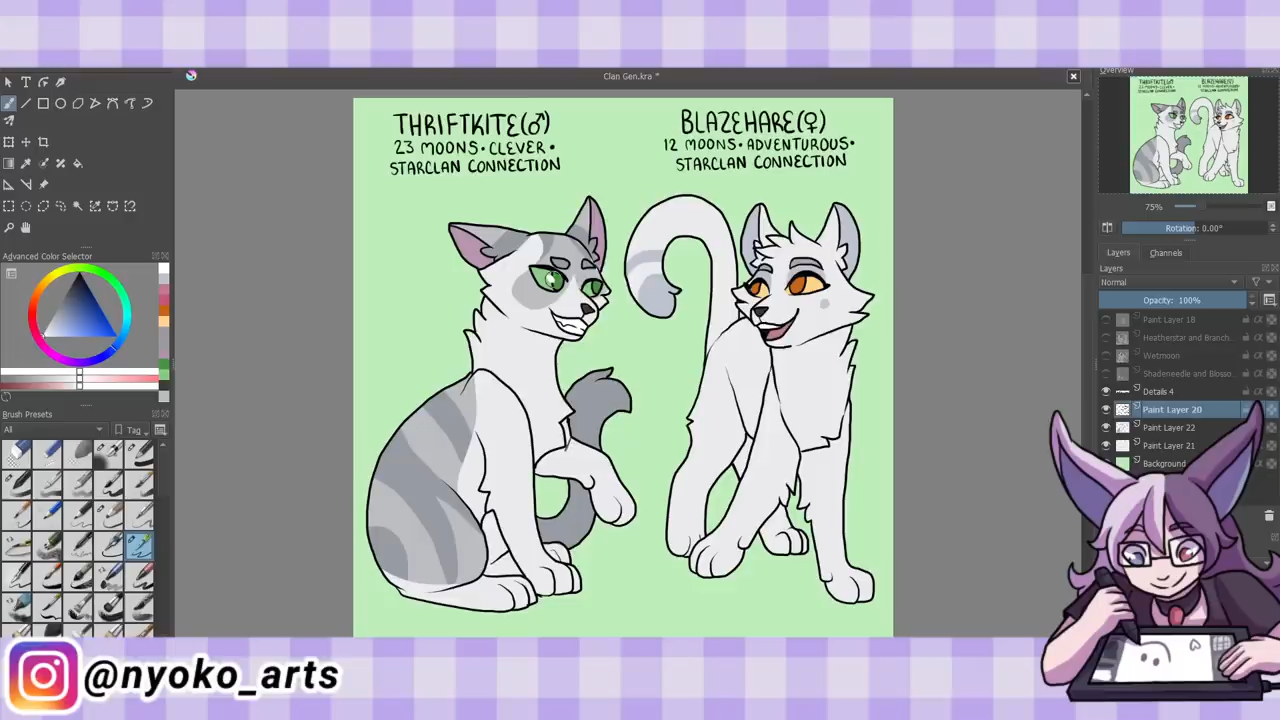 Clan Gen.kra *
Overview
THRIFTKITE(♂)
23 MOONS • CLEVER •
STARCLAN CONNECTION
BLAZEHARE(♀)
12 MOONS • ADVENTUROUS •
STARCLAN CONNECTION
75%
Rotation: 0.00°
Advanced Color Selector
Layers
Channels
Layers
Normal
Opacity: 100%
Paint Layer 18
Heatherstar and Branch...
Wetmoon
Shadeneedle and Blosso...
Details 4
Paint Layer 20
Paint Layer 22
Paint Layer 21
Background
Brush Presets
All
Tag
@nyoko_arts